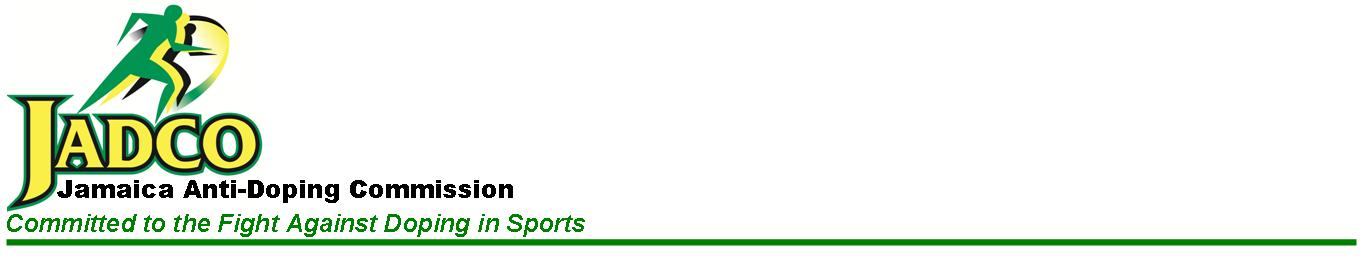 JADCO
Jamaica Anti-Doping Commission
Committed to the Fight Against Doping in Sports